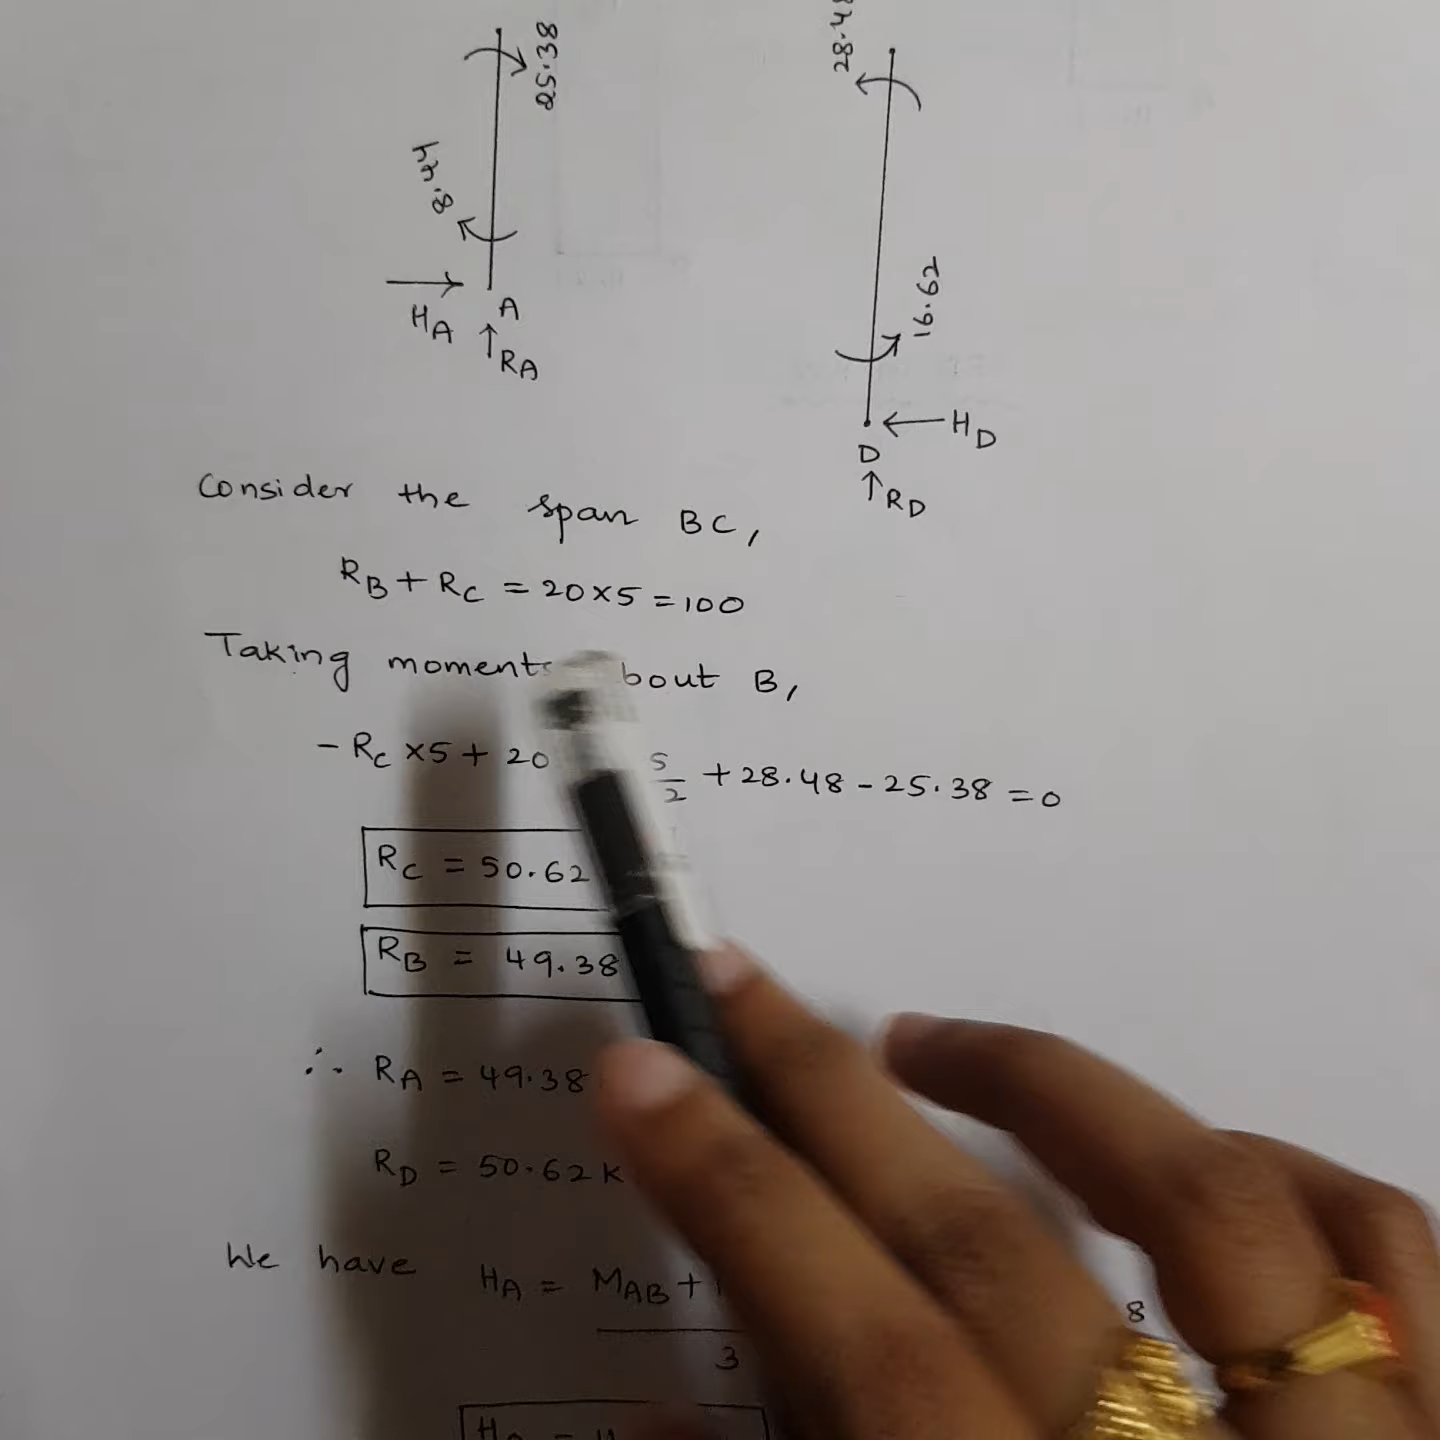 25.38
28.48
8.44
HA
A
RA
16.62
HD
D
RD
Consider the span BC,
RB + RC = 20×5 = 100
Taking moments about B,
- RC ×5 + 20 5/2 + 28.48 - 25.38 = 0
RC = 50.62
RB = 49.38
∴ RA = 49.38
RD = 50.62 K
We have HA = MAB +
8
3